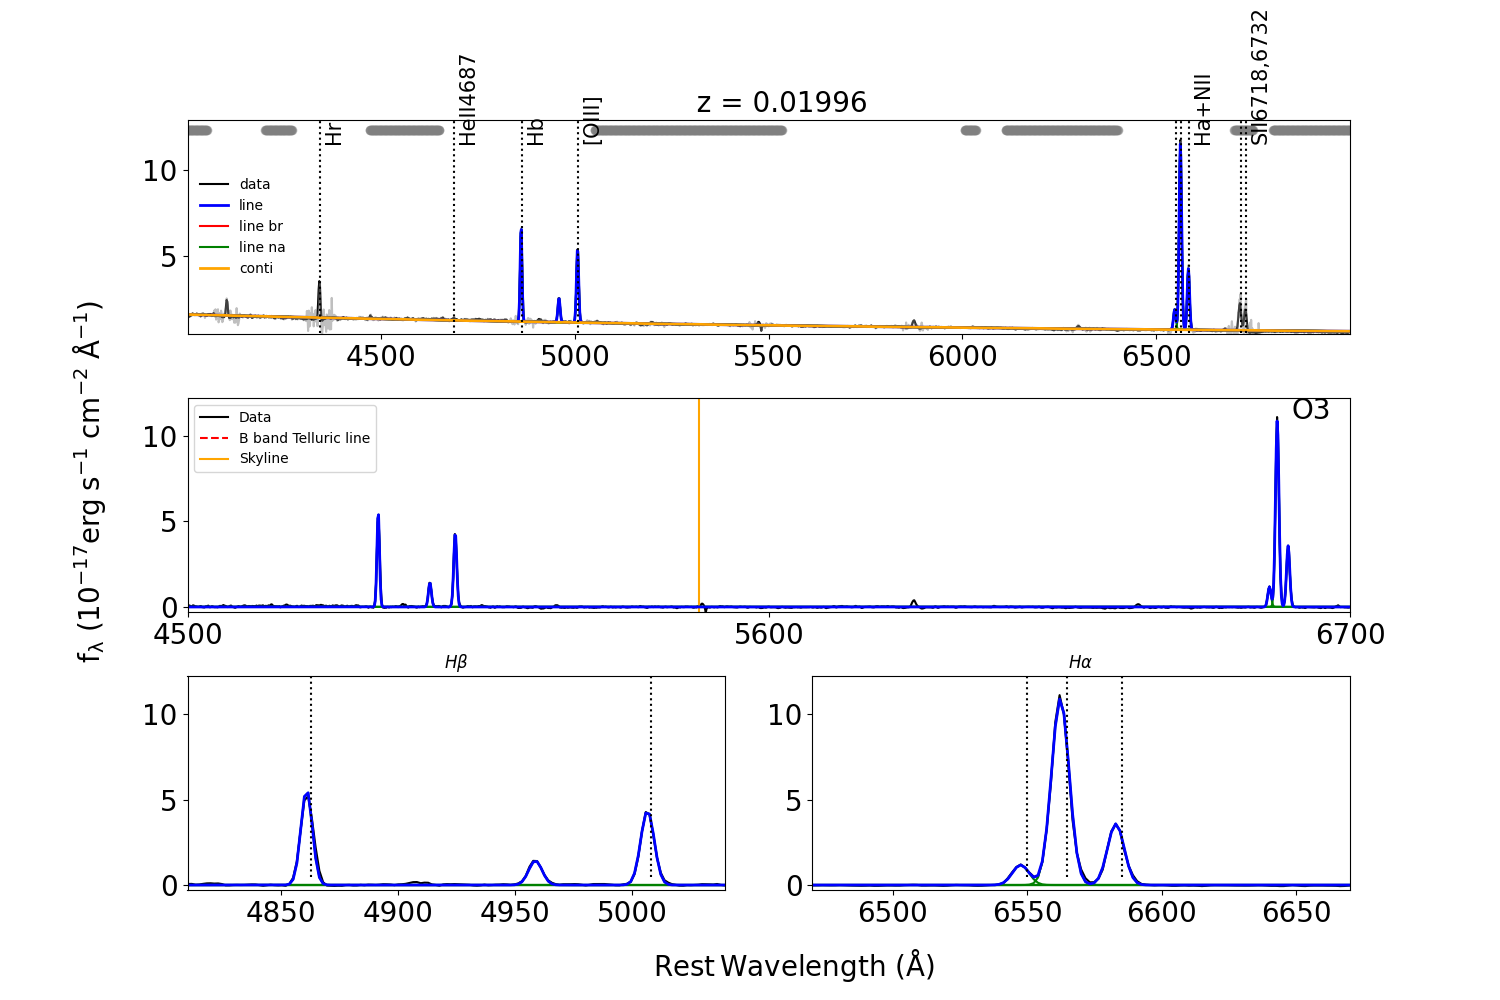 z = 0.01996
Hr
HeII4687
Hb
[OIII]
Ha+NII
SII6718,6732
10
5
data
line
line br
line na
conti
4500 5000 5500 6000 6500
fλ (10⁻¹⁷erg s⁻¹ cm⁻² Å⁻¹)
10
5
0
Data
B band Telluric line
Skyline
O3
4500 5600 6700
Hβ
10
5
0
4850 4900 4950 5000
Hα
10
5
0
6500 6550 6600 6650
Rest Wavelength (Å)